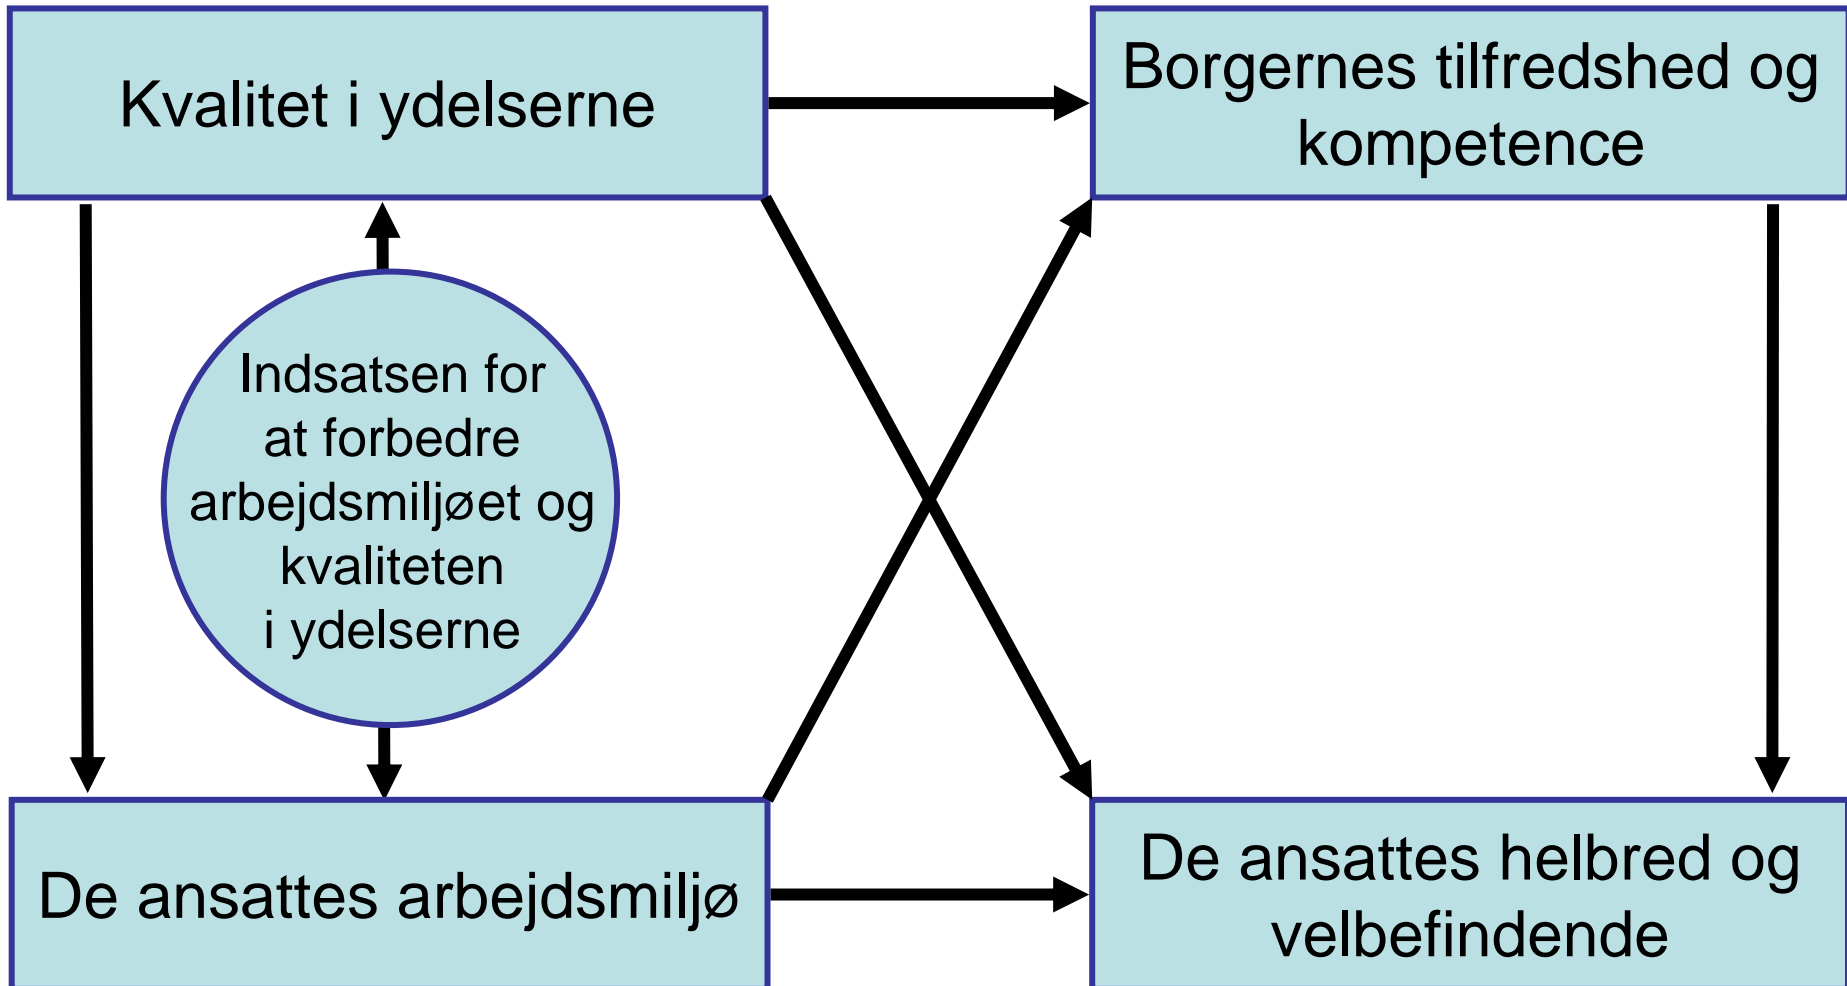 Kvalitet i ydelserne
Borgernes tilfredshed og
kompetence
Indsatsen for
at forbedre
arbejdsmiljøet og
kvaliteten
i ydelserne
De ansattes arbejdsmiljø
De ansattes helbred og
velbefindende